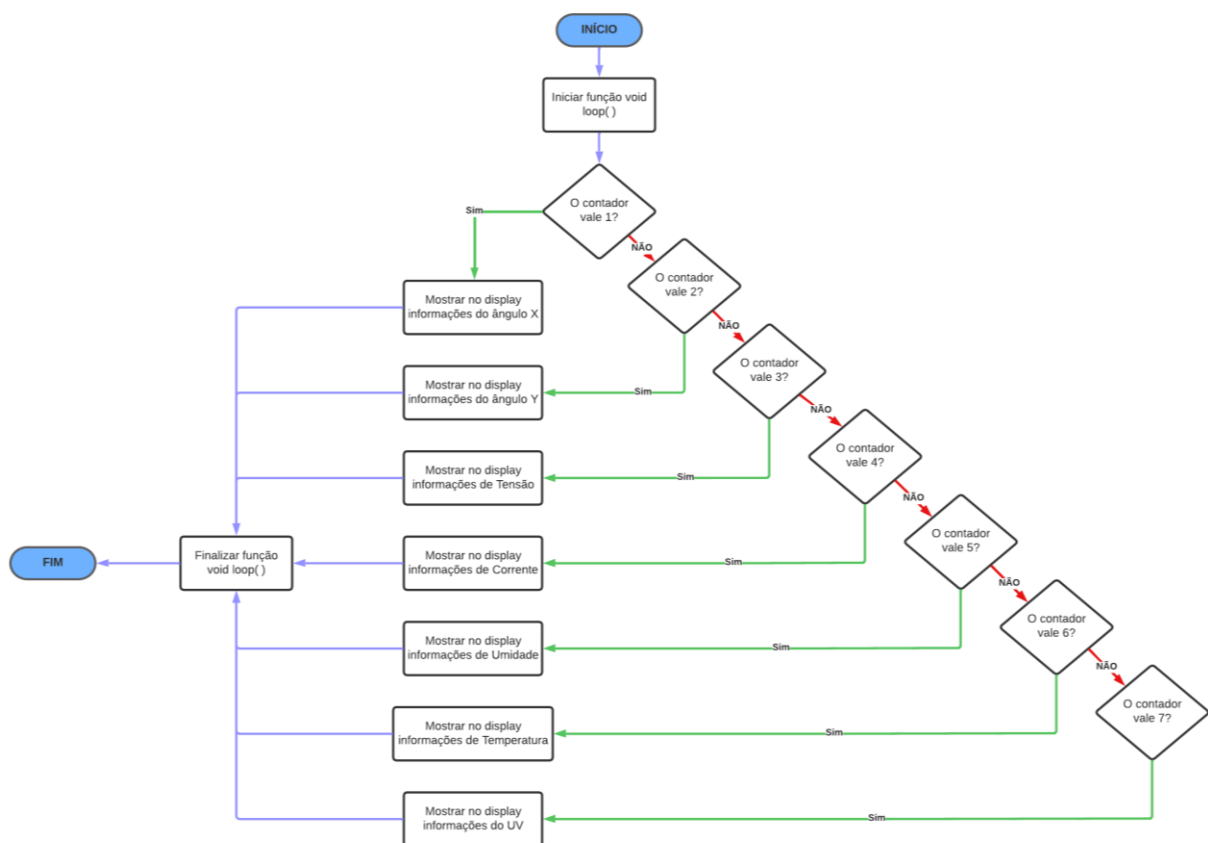 INÍCIO
Iniciar função void
loop( )
O contador
vale 1?
Sim
NÃO
O contador
vale 2?
Mostrar no display
informações do ângulo X
NÃO
O contador
vale 3?
Mostrar no display
informações do ângulo Y
Sim
NÃO
O contador
vale 4?
Mostrar no display
informações de Tensão
Sim
NÃO
O contador
vale 5?
FIM
Finalizar função
void loop( )
Mostrar no display
informações de Corrente
Sim
NÃO
O contador
vale 6?
Mostrar no display
informações de Umidade
Sim
NÃO
O contador
vale 7?
Mostrar no display
informações de Temperatura
Sim
Mostrar no display
informações do UV
Sim